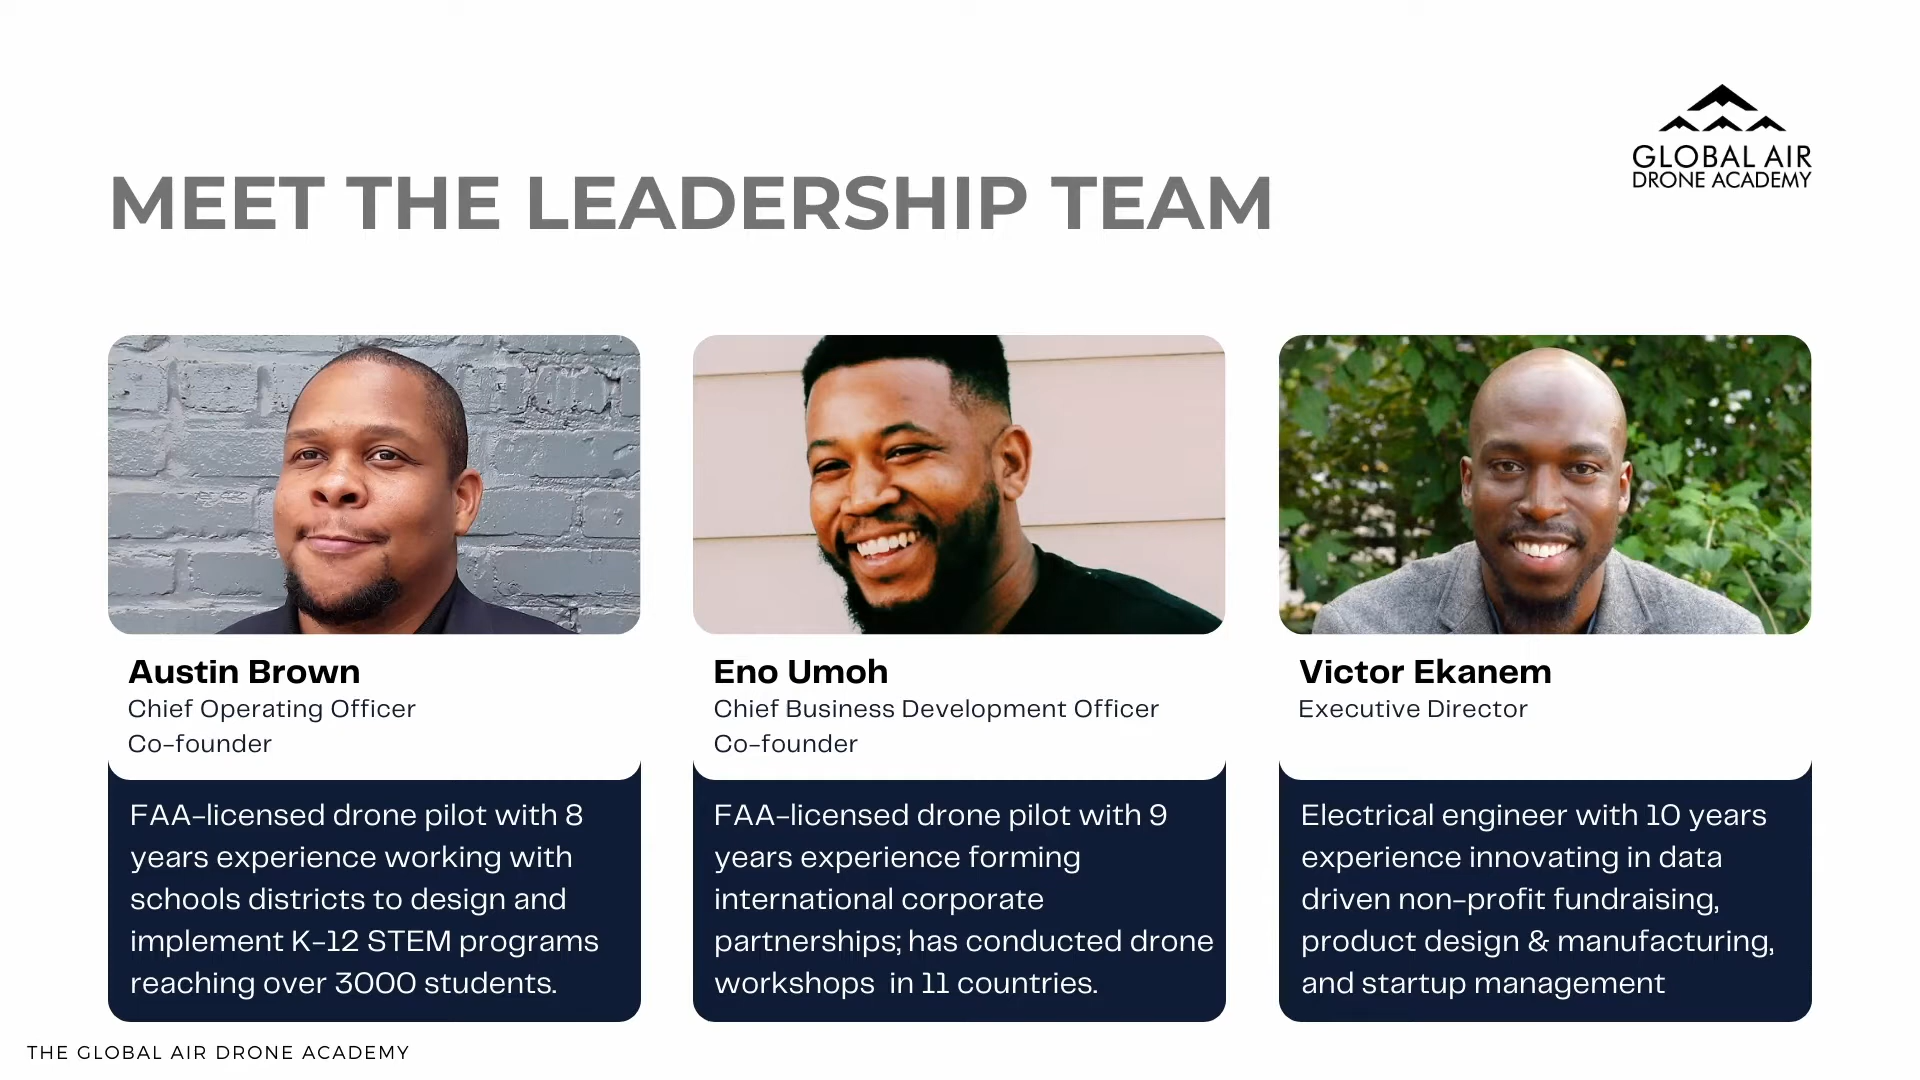 GLOBAL AIR
DRONE ACADEMY
MEET THE LEADERSHIP TEAM
Austin Brown
Chief Operating Officer
Co-founder
FAA-licensed drone pilot with 8
years experience working with
schools districts to design and
implement K-12 STEM programs
reaching over 3000 students.
Eno Umoh
Chief Business Development Officer
Co-founder
FAA-licensed drone pilot with 9
years experience forming
international corporate
partnerships; has conducted drone
workshops  in 11 countries.
Victor Ekanem
Executive Director
Electrical engineer with 10 years
experience innovating in data
driven non-profit fundraising,
product design & manufacturing,
and startup management
THE GLOBAL AIR DRONE ACADEMY